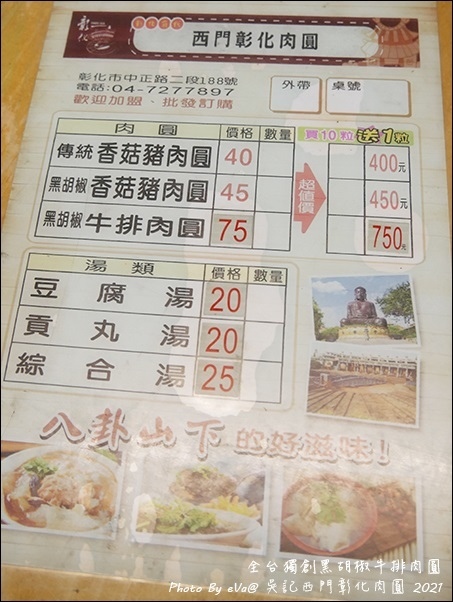 彰化
西門彰化肉圓
彰化市中正路二段188號
電話:04-7277897
歡迎加盟、批發訂購
外帶 桌號
肉圓 價格 數量 買10粒送1粒
傳統 香菇豬肉圓 40 400元
黑胡椒 香菇豬肉圓 45 超值價 450元
黑胡椒 牛排肉圓 75 750元
湯類 價格 數量
豆腐湯 20
貢丸湯 20
綜合湯 25
八卦山下的好滋味!
全台獨創黑胡椒牛排肉圓
Photo By eVa@ 吳記西門彰化肉圓 2021